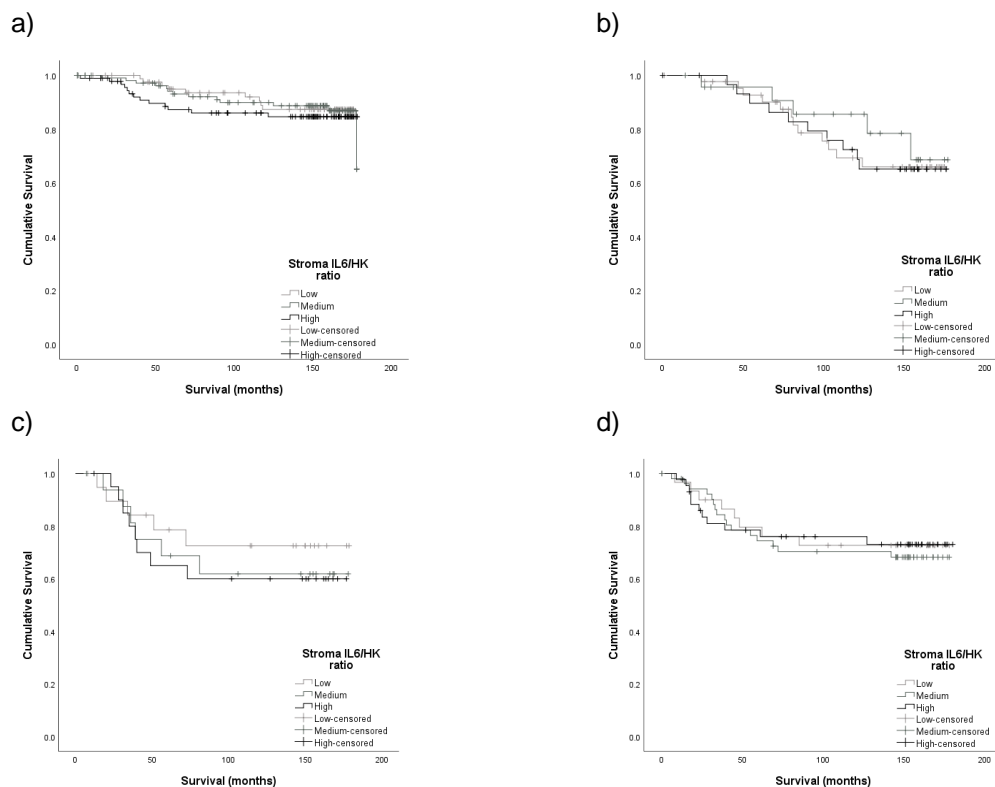 a)
Cumulative Survival
1.0
0.8
0.6
0.4
0.2
0.0
Stroma IL6/HK
ratio
Low
Medium
High
Low-censored
Medium-censored
High-censored
0 50 100 150 200
Survival (months)
b)
Cumulative Survival
1.0
0.8
0.6
0.4
0.2
0.0
Stroma IL6/HK
ratio
Low
Medium
High
Low-censored
Medium-censored
High-censored
0 50 100 150 200
Survival (months)
c)
Cumulative Survival
1.0
0.8
0.6
0.4
0.2
0.0
Stroma IL6/HK
ratio
Low
Medium
High
Low-censored
Medium-censored
High-censored
0 50 100 150 200
Survival (months)
d)
Cumulative Survival
1.0
0.8
0.6
0.4
0.2
0.0
Stroma IL6/HK
ratio
Low
Medium
High
Low-censored
Medium-censored
High-censored
0 50 100 150 200
Survival (months)